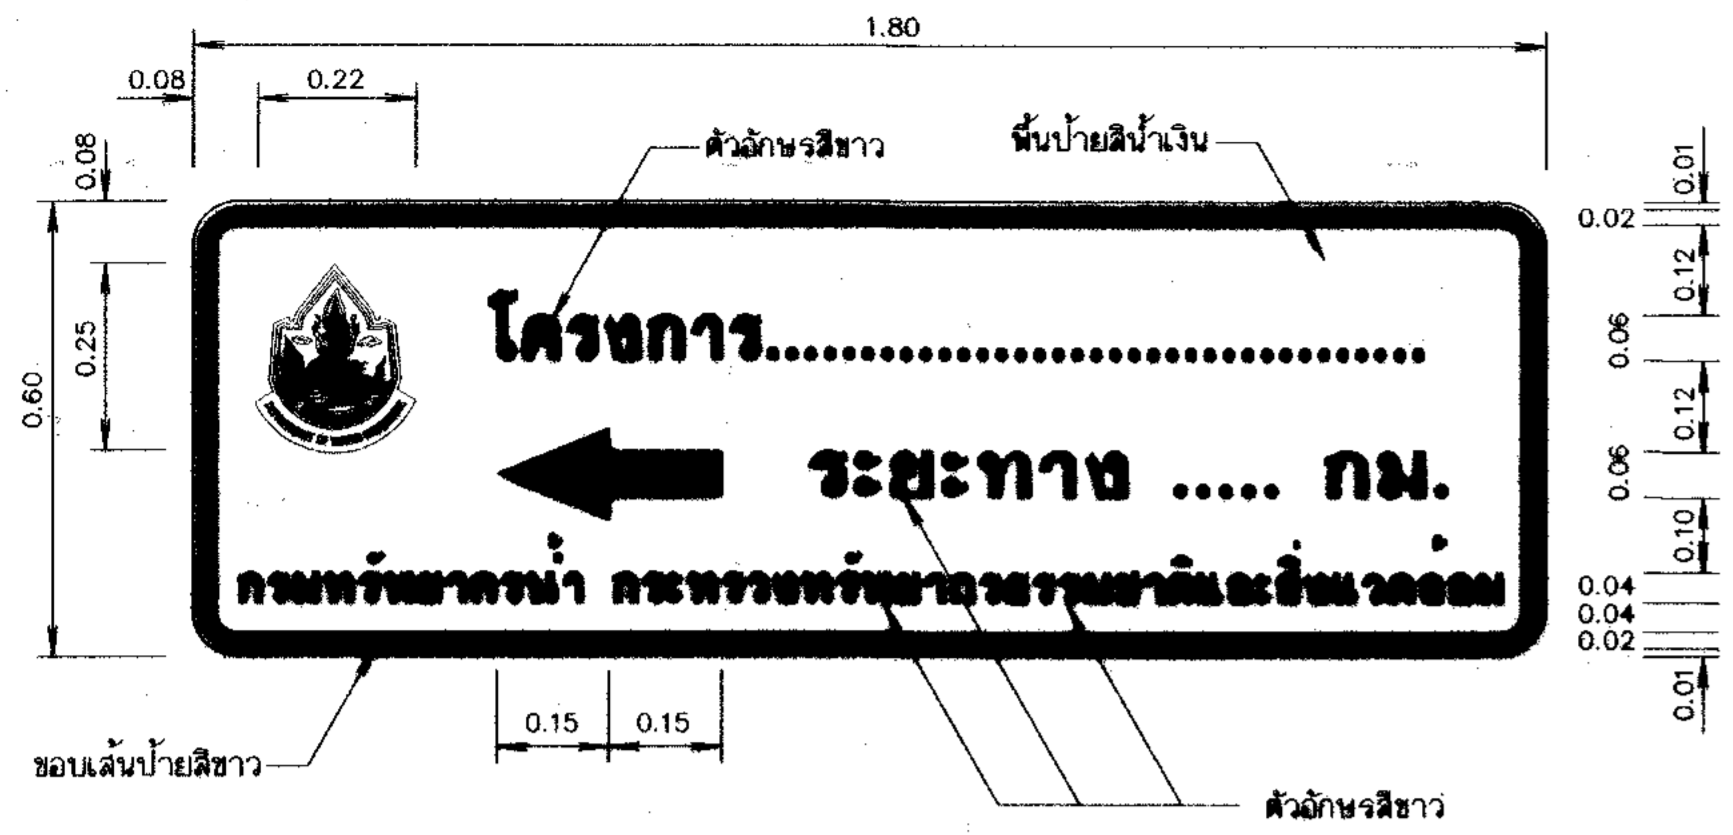 1.80
0.08
0.22
ตัวอักษรสีขาว
พื้นป้ายสีน้ำเงิน
0.08
0.01
0.02
0.12
0.06
0.25
0.60
โครงการ..................................
0.12
0.06
ระยะทาง ..... กม.
0.10
กรมทรัพยากรน้ำ กระทรวงทรัพยากรธรรมชาติและสิ่งแวดล้อม
0.04
0.04
0.02
0.01
0.15
0.15
ขอบเส้นป้ายสีขาว
ตัวอักษรสีขาว